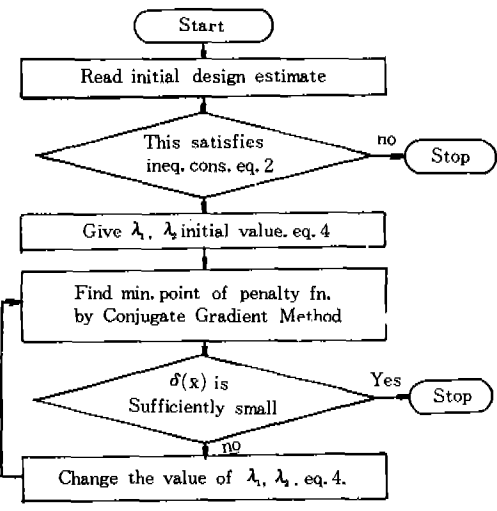 Start
Read initial design estimate
This satisfies
ineq. cons. eq. 2
no
Stop
Give λ₁, λ₂ initial value. eq. 4
Find min. point of penalty fn.
by Conjugate Gradient Method
δ(x) is
Sufficiently small
Yes
Stop
no
Change the value of λ₁, λ₂. eq. 4.